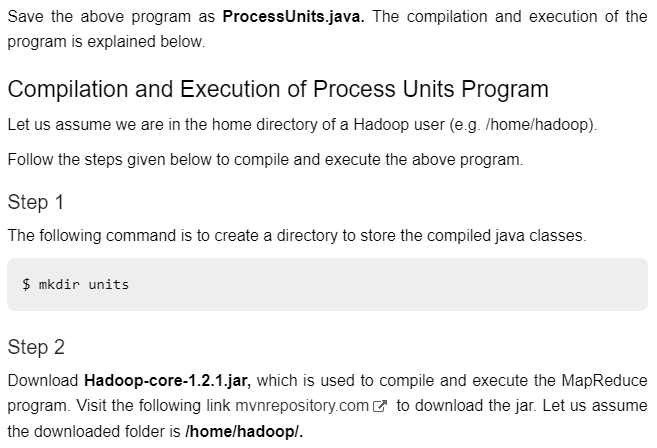 Save the above program as ProcessUnits.java. The compilation and execution of the
program is explained below.
Compilation and Execution of Process Units Program
Let us assume we are in the home directory of a Hadoop user (e.g. /home/hadoop).
Follow the steps given below to compile and execute the above program.
Step 1
The following command is to create a directory to store the compiled java classes.
$ mkdir units
Step 2
Download Hadoop-core-1.2.1.jar, which is used to compile and execute the MapReduce
program. Visit the following link mvnrepository.com to download the jar. Let us assume
the downloaded folder is /home/hadoop/.